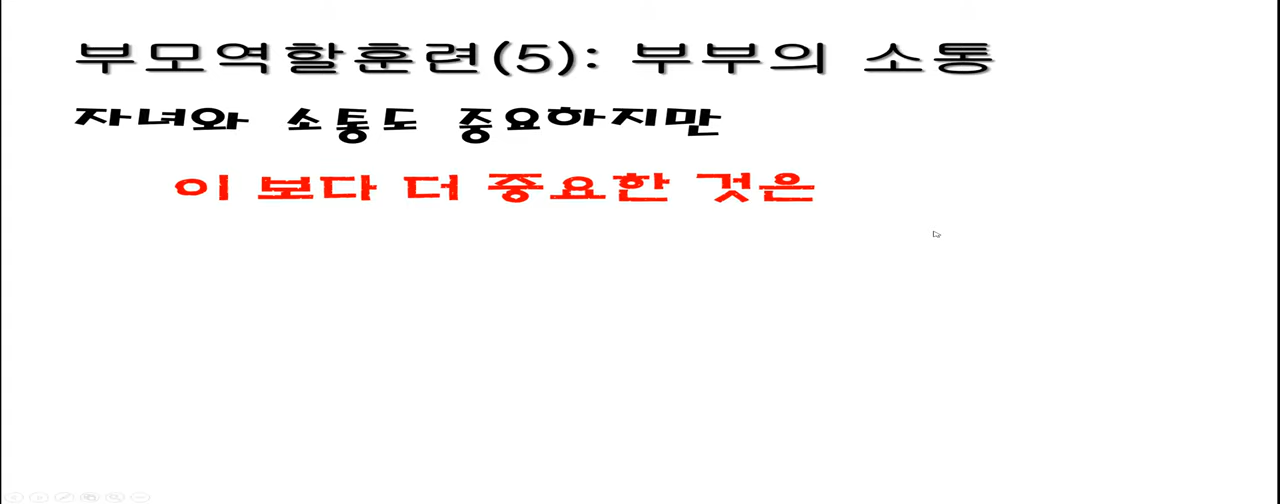 부모역할훈련(5): 부부의 소통
자녀와 소통도 중요하지만
이 보다 더 중요한 것은